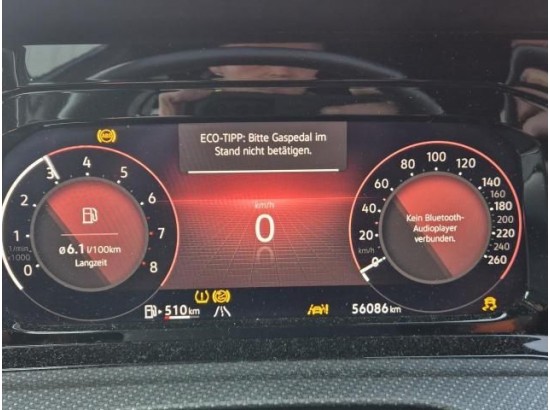 ABS
ECO-TIPP: Bitte Gaspedal im
Stand nicht betätigen.
0 1 2 3 4 5 6 7 8
1/min
x1000
ø6.1 l/100km
Langzeit
km/h
0
0 20 40 60 80 100 120 140 160 180 200 220 240 260
km/h
Kein Bluetooth-
Audioplayer
verbunden.
510 km
56086 km